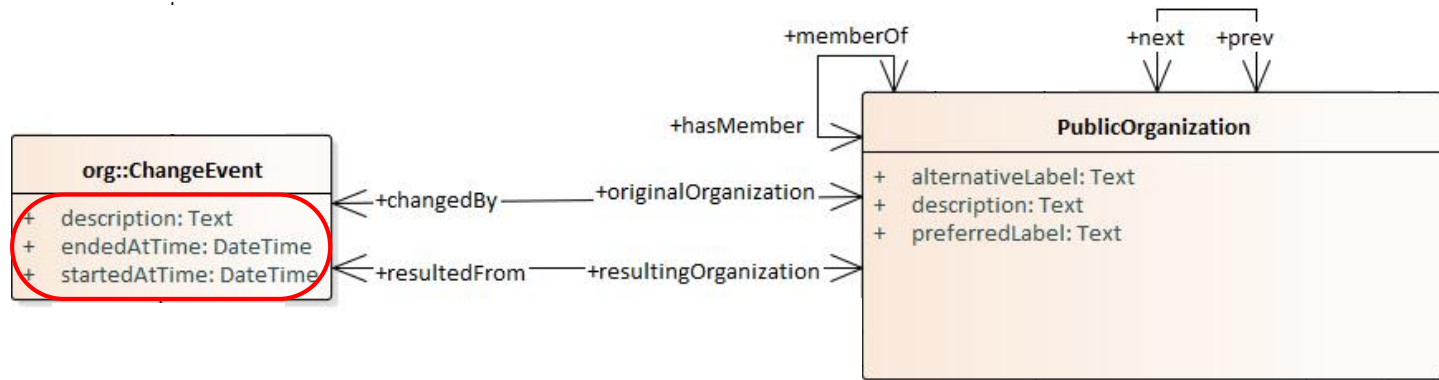 +memberOf
+next +prev
+hasMember
PublicOrganization
org::ChangeEvent
+ alternativeLabel: Text
+changedBy
+originalOrganization
+ description: Text
+ description: Text
+ preferredLabel: Text
+ endedAtTime: DateTime
+ startedAtTime: DateTime
+resultedFrom
+resultingOrganization